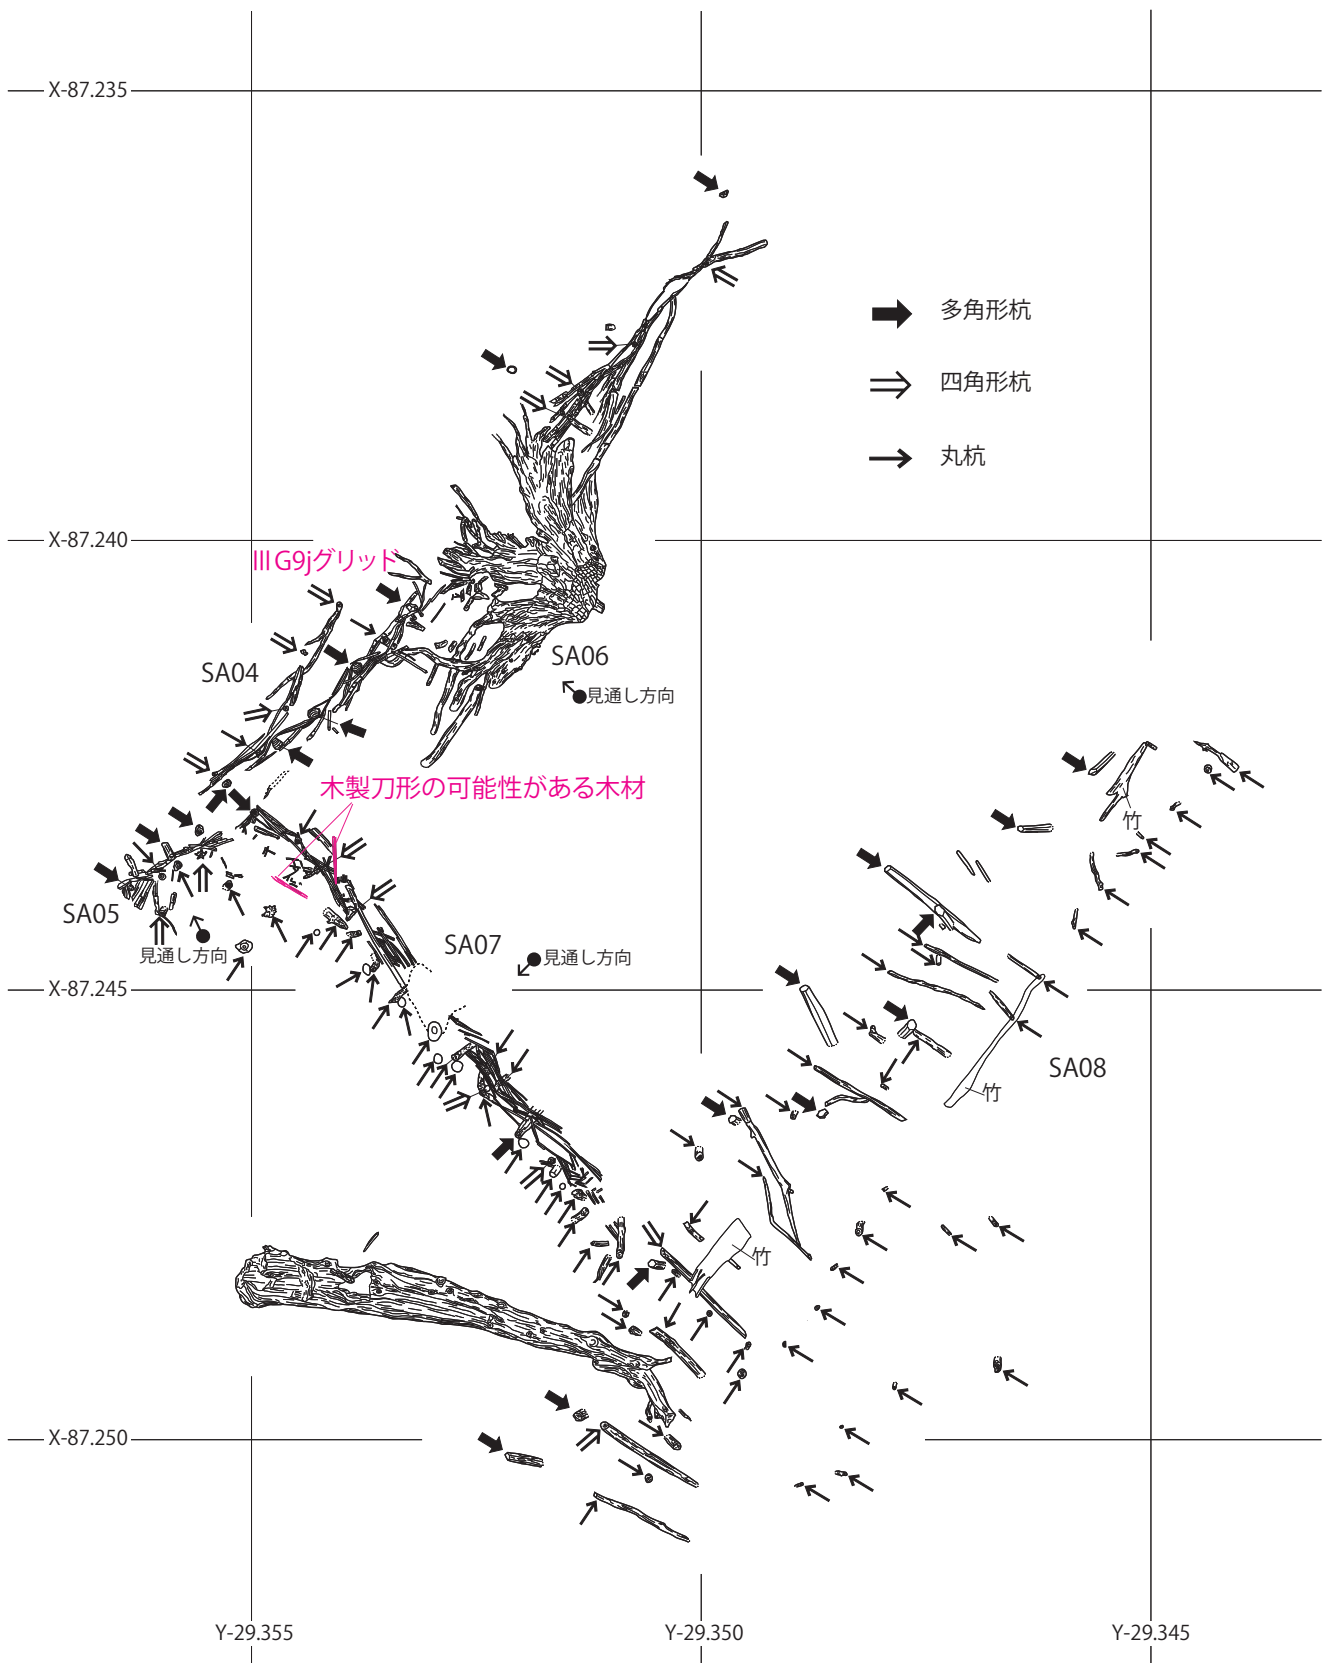 X-87.235
多角形杭
四角形杭
丸杭
X-87.240
ⅢG9jグリッド
SA04
SA06
見通し方向
木製刀形の可能性がある木材
竹
SA05
見通し方向
SA07
見通し方向
X-87.245
SA08
竹
竹
X-87.250
Y-29.355
Y-29.350
Y-29.345